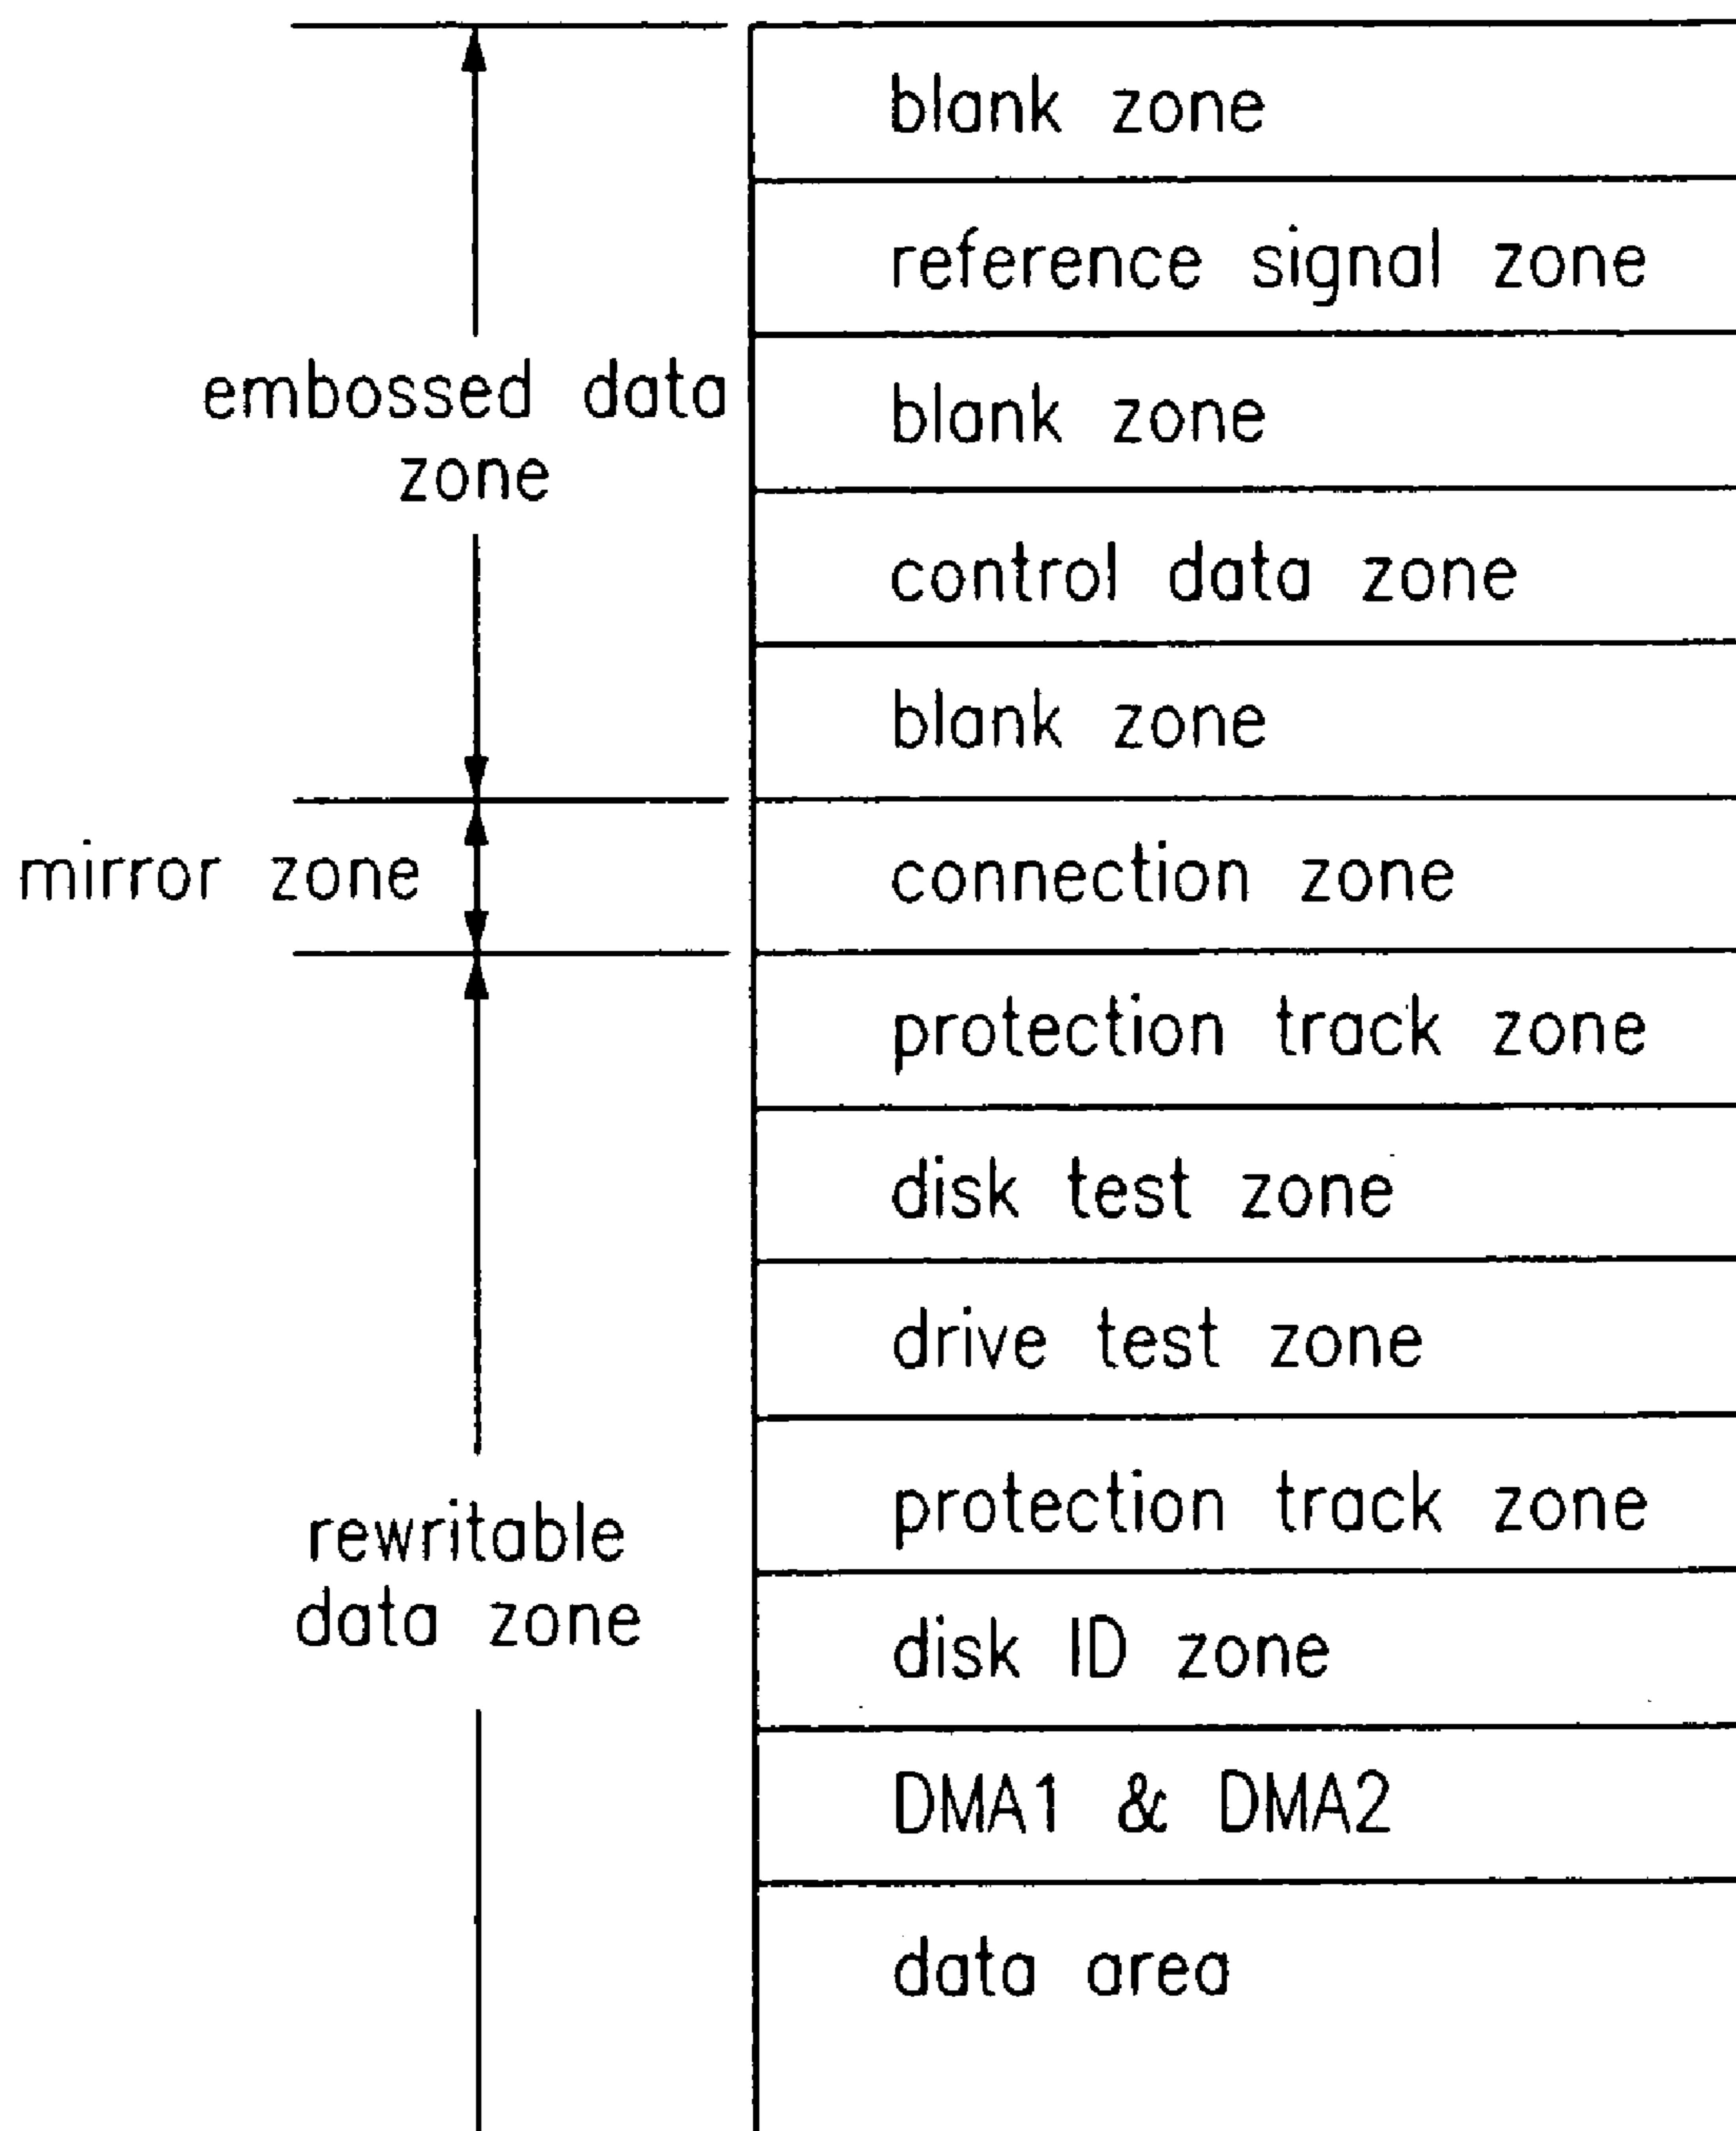 blank zone
reference signal zone
embossed data
zone
blank zone
control data zone
blank zone
mirror zone
connection zone
protection track zone
disk test zone
drive test zone
protection track zone
rewritable
data zone
disk ID zone
DMA1 & DMA2
data area